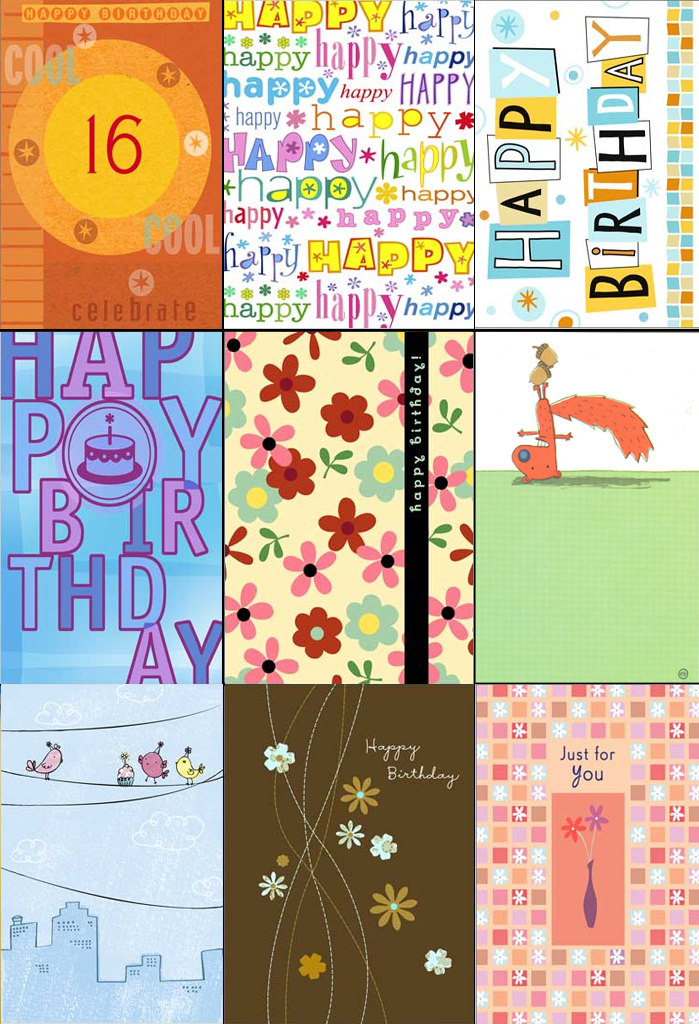 HAPPY BIRTHDAY
COOL
16
COOL
celebrate
HAPPY happy
happy happy happy
happy happy HAPPY
happy happy
HAPPY happy
happy happy
happy happy
happy HAPPY
happy happy happy
HAPPY
BiRTHDAY
HAP
PY
BIR
THD
AY
happy birthday!
Happy
Birthday
Just for
You